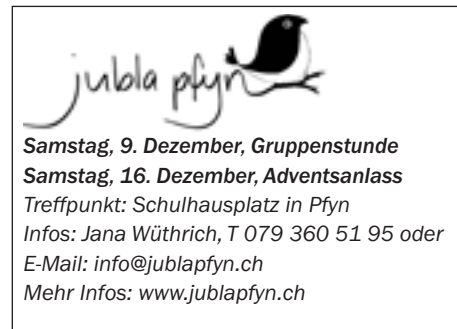 jubla pfyn
Samstag, 9. Dezember, Gruppenstunde
Samstag, 16. Dezember, Adventsanlass
Treffpunkt: Schulhausplatz in Pfyn
Infos: Jana Wüthrich, T 079 360 51 95 oder
E-Mail: info@jublapfyn.ch
Mehr Infos: www.jublapfyn.ch